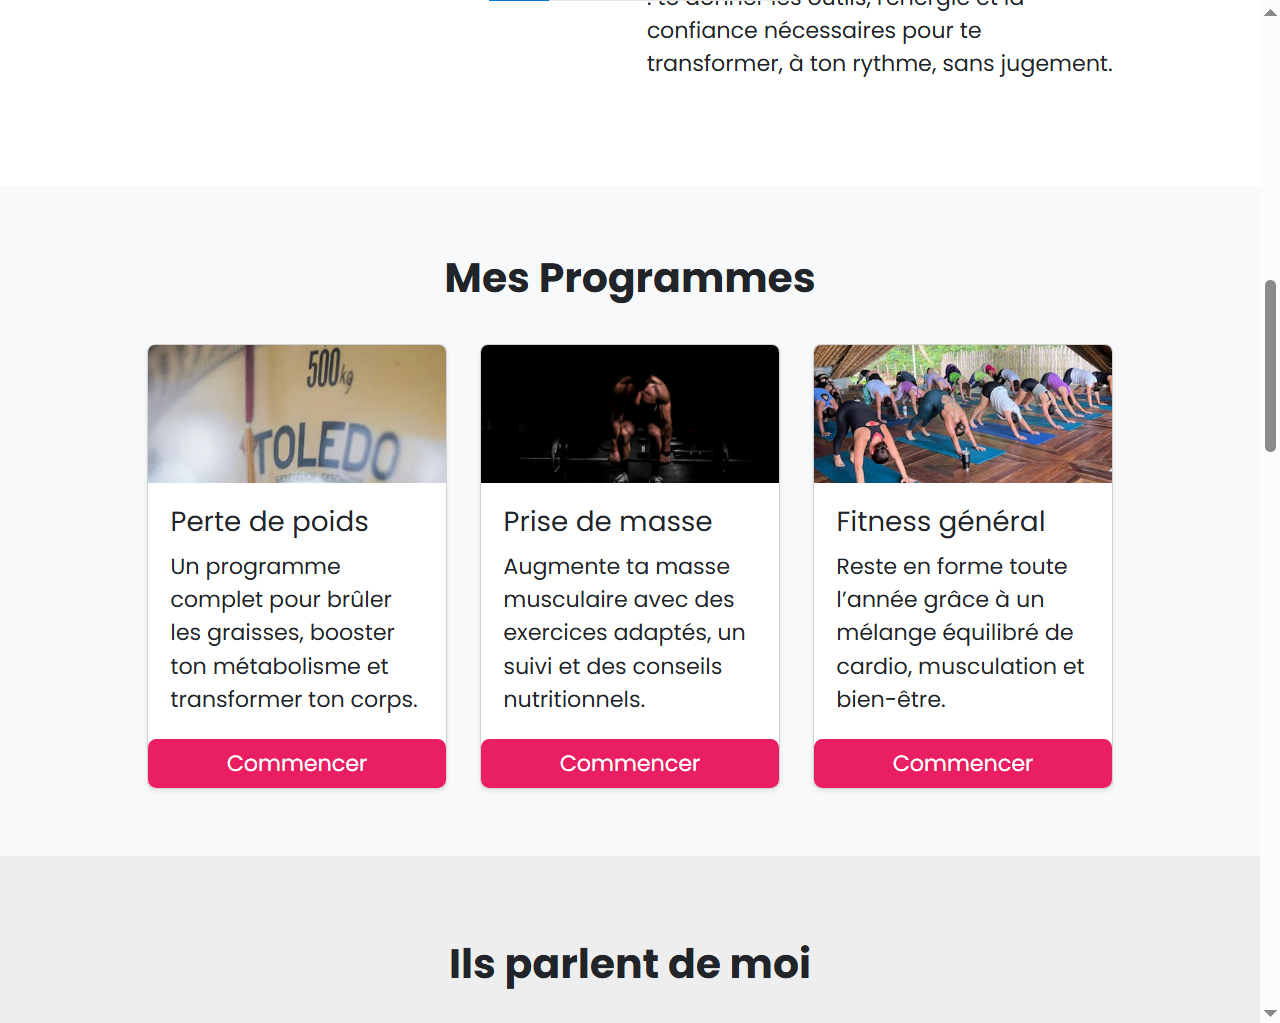 confiance nécessaires pour te
transformer, à ton rythme, sans jugement.
Mes Programmes
500kg
TOLEDO
Perte de poids
Un programme
complet pour brûler
les graisses, booster
ton métabolisme et
transformer ton corps.
Commencer
Prise de masse
Augmente ta masse
musculaire avec des
exercices adaptés, un
suivi et des conseils
nutritionnels.
Commencer
Fitness général
Reste en forme toute
l’année grâce à un
mélange équilibré de
cardio, musculation et
bien-être.
Commencer
Ils parlent de moi